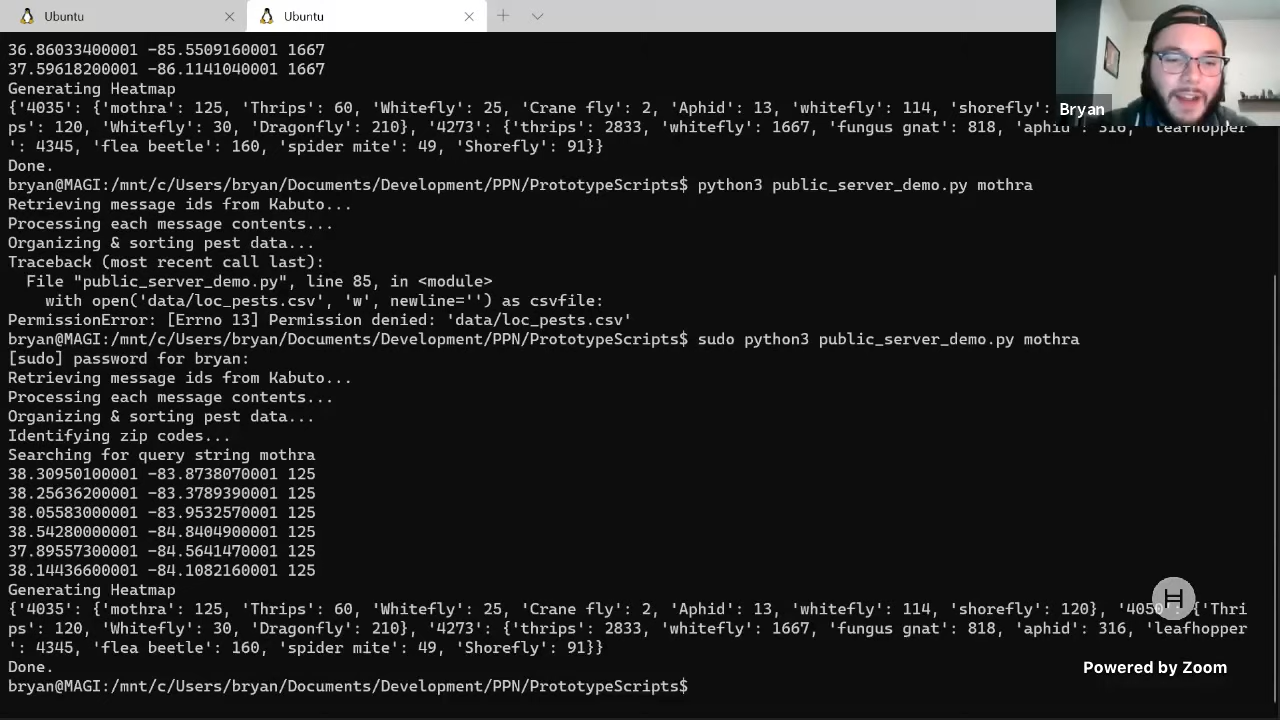 Ubuntu
Ubuntu
36.86033400001 -85.5509160001 1667
37.59618200001 -86.1141040001 1667
Generating Heatmap
{'4035': {'mothra': 125, 'Thrips': 60, 'Whitefly': 25, 'Crane fly': 2, 'Aphid': 13, 'whitefly': 114, 'shorefly':
Bryan
ps': 120, 'Whitefly': 30, 'Dragonfly': 210}, '4273': {'thrips': 2833, 'whitefly': 1667, 'fungus gnat': 818, 'aphid': 316, 'leafhopper
': 4345, 'flea beetle': 160, 'spider mite': 49, 'Shorefly': 91}}
Done.
bryan@MAGI:/mnt/c/Users/bryan/Documents/Development/PPN/PrototypeScripts$ python3 public_server_demo.py mothra
Retrieving message ids from Kabuto...
Processing each message contents...
Organizing & sorting pest data...
Traceback (most recent call last):
  File "public_server_demo.py", line 85, in <module>
    with open('data/loc_pests.csv', 'w', newline='') as csvfile:
PermissionError: [Errno 13] Permission denied: 'data/loc_pests.csv'
bryan@MAGI:/mnt/c/Users/bryan/Documents/Development/PPN/PrototypeScripts$ sudo python3 public_server_demo.py mothra
[sudo] password for bryan:
Retrieving message ids from Kabuto...
Processing each message contents...
Organizing & sorting pest data...
Identifying zip codes...
Searching for query string mothra
38.30950100001 -83.8738070001 125
38.25636200001 -83.3789390001 125
38.05583000001 -83.9532570001 125
38.54280000001 -84.8404900001 125
37.89557300001 -84.5641470001 125
38.14436600001 -84.1082160001 125
Generating Heatmap
{'4035': {'mothra': 125, 'Thrips': 60, 'Whitefly': 25, 'Crane fly': 2, 'Aphid': 13, 'whitefly': 114, 'shorefly': 120}, '4050': {'Thri
ps': 120, 'Whitefly': 30, 'Dragonfly': 210}, '4273': {'thrips': 2833, 'whitefly': 1667, 'fungus gnat': 818, 'aphid': 316, 'leafhopper
': 4345, 'flea beetle': 160, 'spider mite': 49, 'Shorefly': 91}}
Done.
Powered by Zoom
bryan@MAGI:/mnt/c/Users/bryan/Documents/Development/PPN/PrototypeScripts$